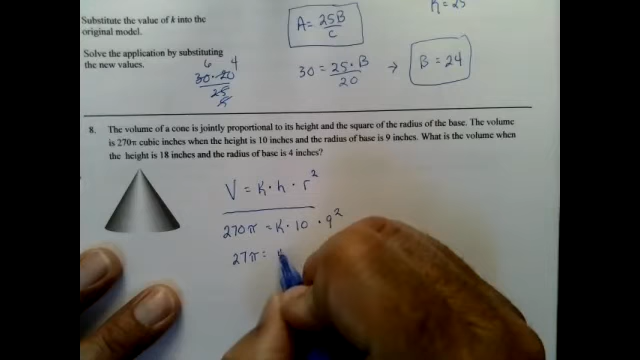 Substitute the value of k into the
original model.
A = 25B/C
K = 25
Solve the application by substituting
the new values.
6 4
30·20
25
5
30 = 25·B/20 → B = 24
8. The volume of a cone is jointly proportional to its height and the square of the radius of the base. The volume
is 270π cubic inches when the height is 10 inches and the radius of base is 9 inches. What is the volume when
the height is 18 inches and the radius of base is 4 inches?
V = K·h·r²
270π = K·10·9²
27π =